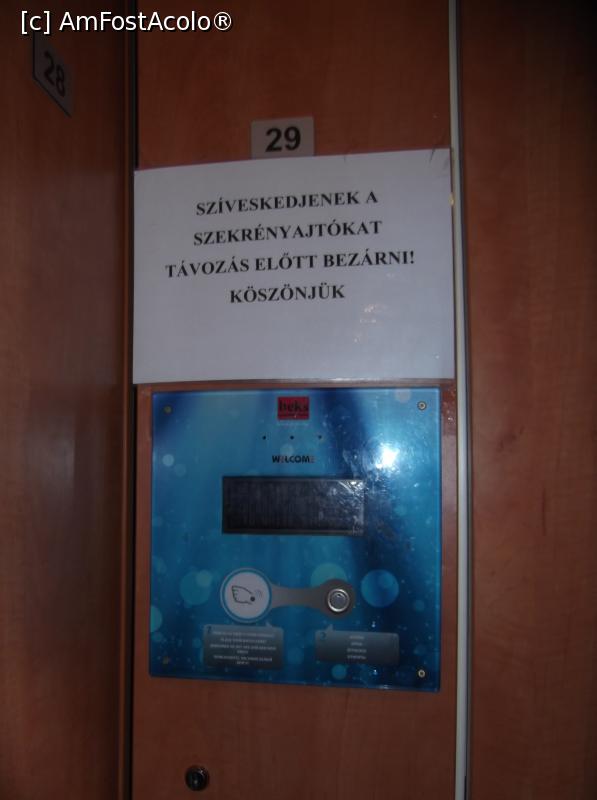 [c] AmFostAcolo®
28
29
SZÍVESKEDJENEK A
SZEKRÉNYAJTÓKAT
TÁVOZÁS ELŐTT BEZÁRNI!
KÖSZÖNJÜK
beks
WELCOME